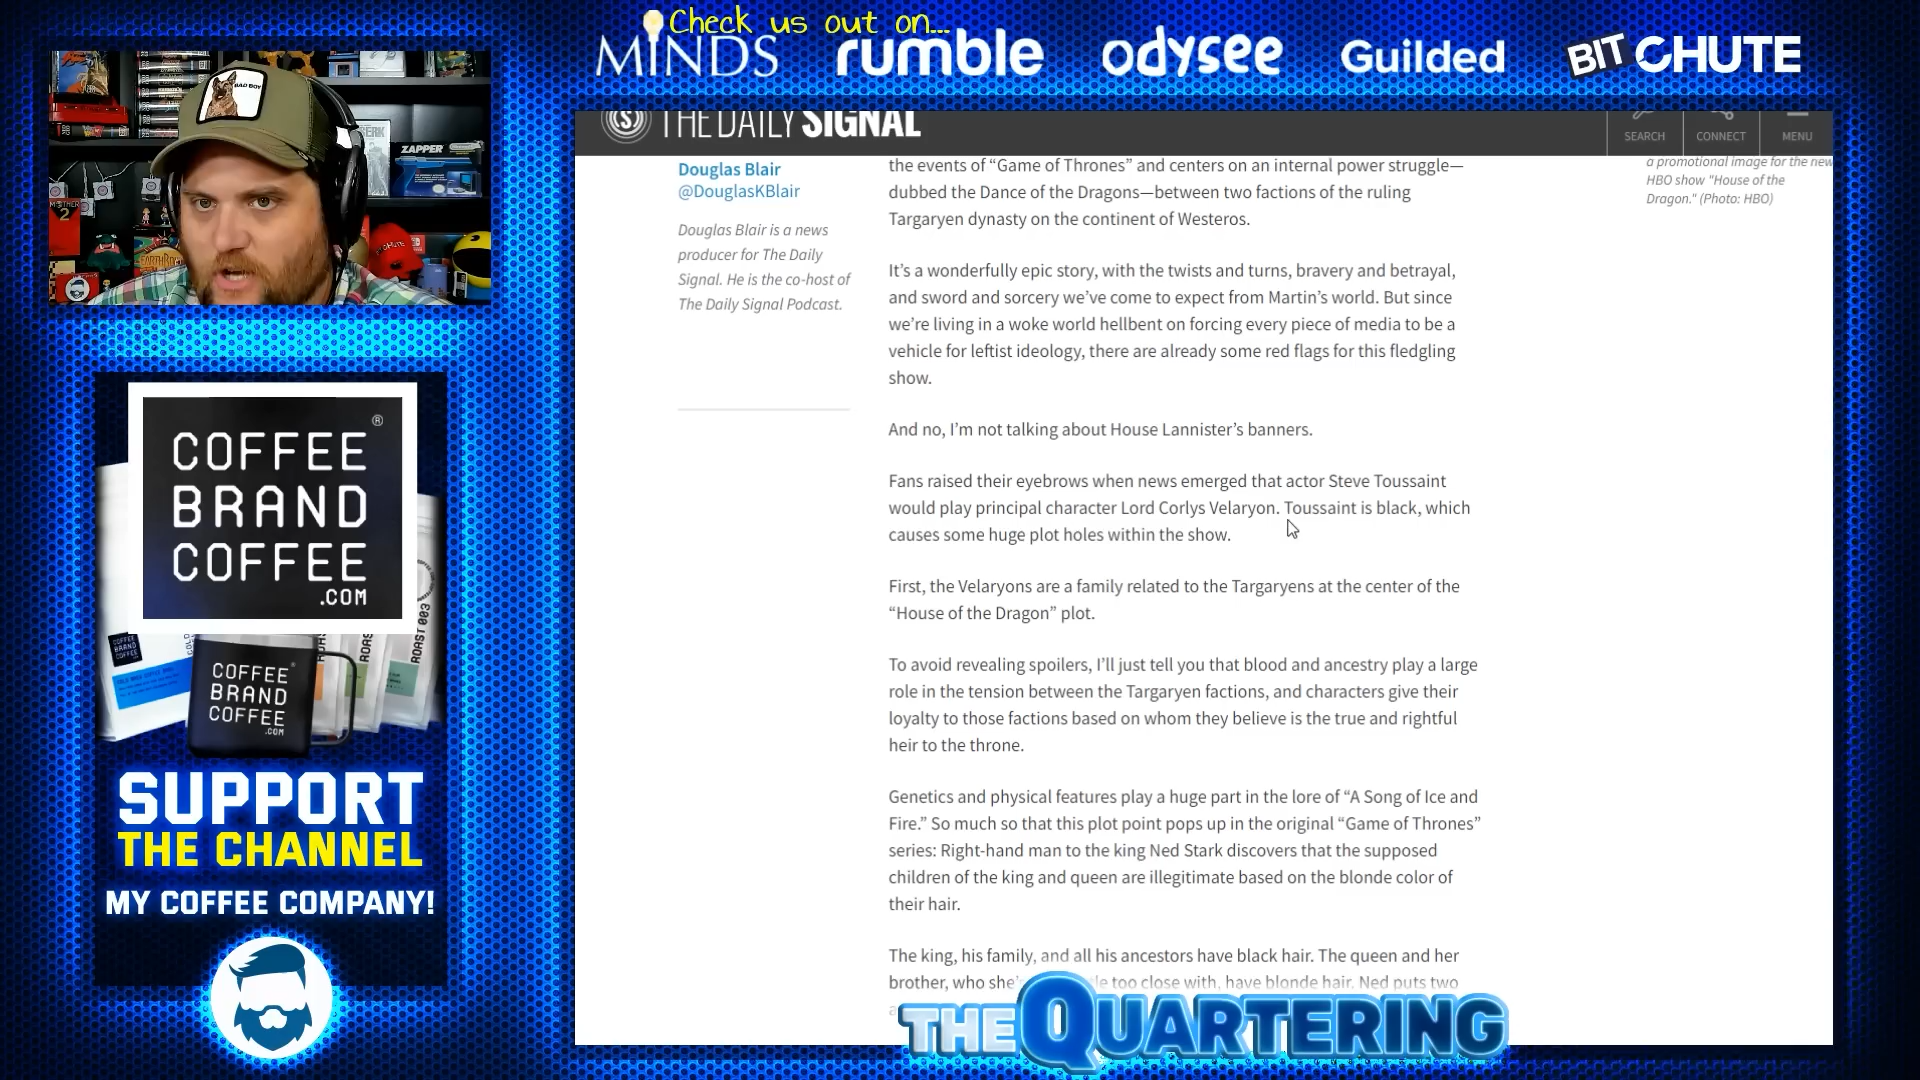 Check us out on...
MINDS
rumble
odysee
Guilded
BITCHUTE
BAD BOY
ZAPPER
MOTHER
2
THE DAILY SIGNAL
SEARCH
CONNECT
MENU
Douglas Blair
@DouglasKBlair
Douglas Blair is a news
producer for The Daily
Signal. He is the co-host of
The Daily Signal Podcast.
the events of “Game of Thrones” and centers on an internal power struggle—
dubbed the Dance of the Dragons—between two factions of the ruling
Targaryen dynasty on the continent of Westeros.
It’s a wonderfully epic story, with the twists and turns, bravery and betrayal,
and sword and sorcery we’ve come to expect from Martin’s world. But since
we’re living in a woke world hellbent on forcing every piece of media to be a
vehicle for leftist ideology, there are already some red flags for this fledgling
show.
And no, I’m not talking about House Lannister’s banners.
Fans raised their eyebrows when news emerged that actor Steve Toussaint
would play principal character Lord Corlys Velaryon. Toussaint is black, which
causes some huge plot holes within the show.
First, the Velaryons are a family related to the Targaryens at the center of the
“House of the Dragon” plot.
To avoid revealing spoilers, I’ll just tell you that blood and ancestry play a large
role in the tension between the Targaryen factions, and characters give their
loyalty to those factions based on whom they believe is the true and rightful
heir to the throne.
Genetics and physical features play a huge part in the lore of “A Song of Ice and
Fire.” So much so that this plot point pops up in the original “Game of Thrones”
series: Right-hand man to the king Ned Stark discovers that the supposed
children of the king and queen are illegitimate based on the blonde color of
their hair.
The king, his family, and all his ancestors have black hair. The queen and her
brother, who too close with, have blonde hair. Ned puts two
a promotional image for the new
HBO show "House of the
Dragon." (Photo: HBO)
COFFEE
BRAND
COFFEE
.COM
®
COFFEE
BRAND
COFFEE
.COM
ROAST 003
SUPPORT
THE CHANNEL
MY COFFEE COMPANY!
THE QUARTERING